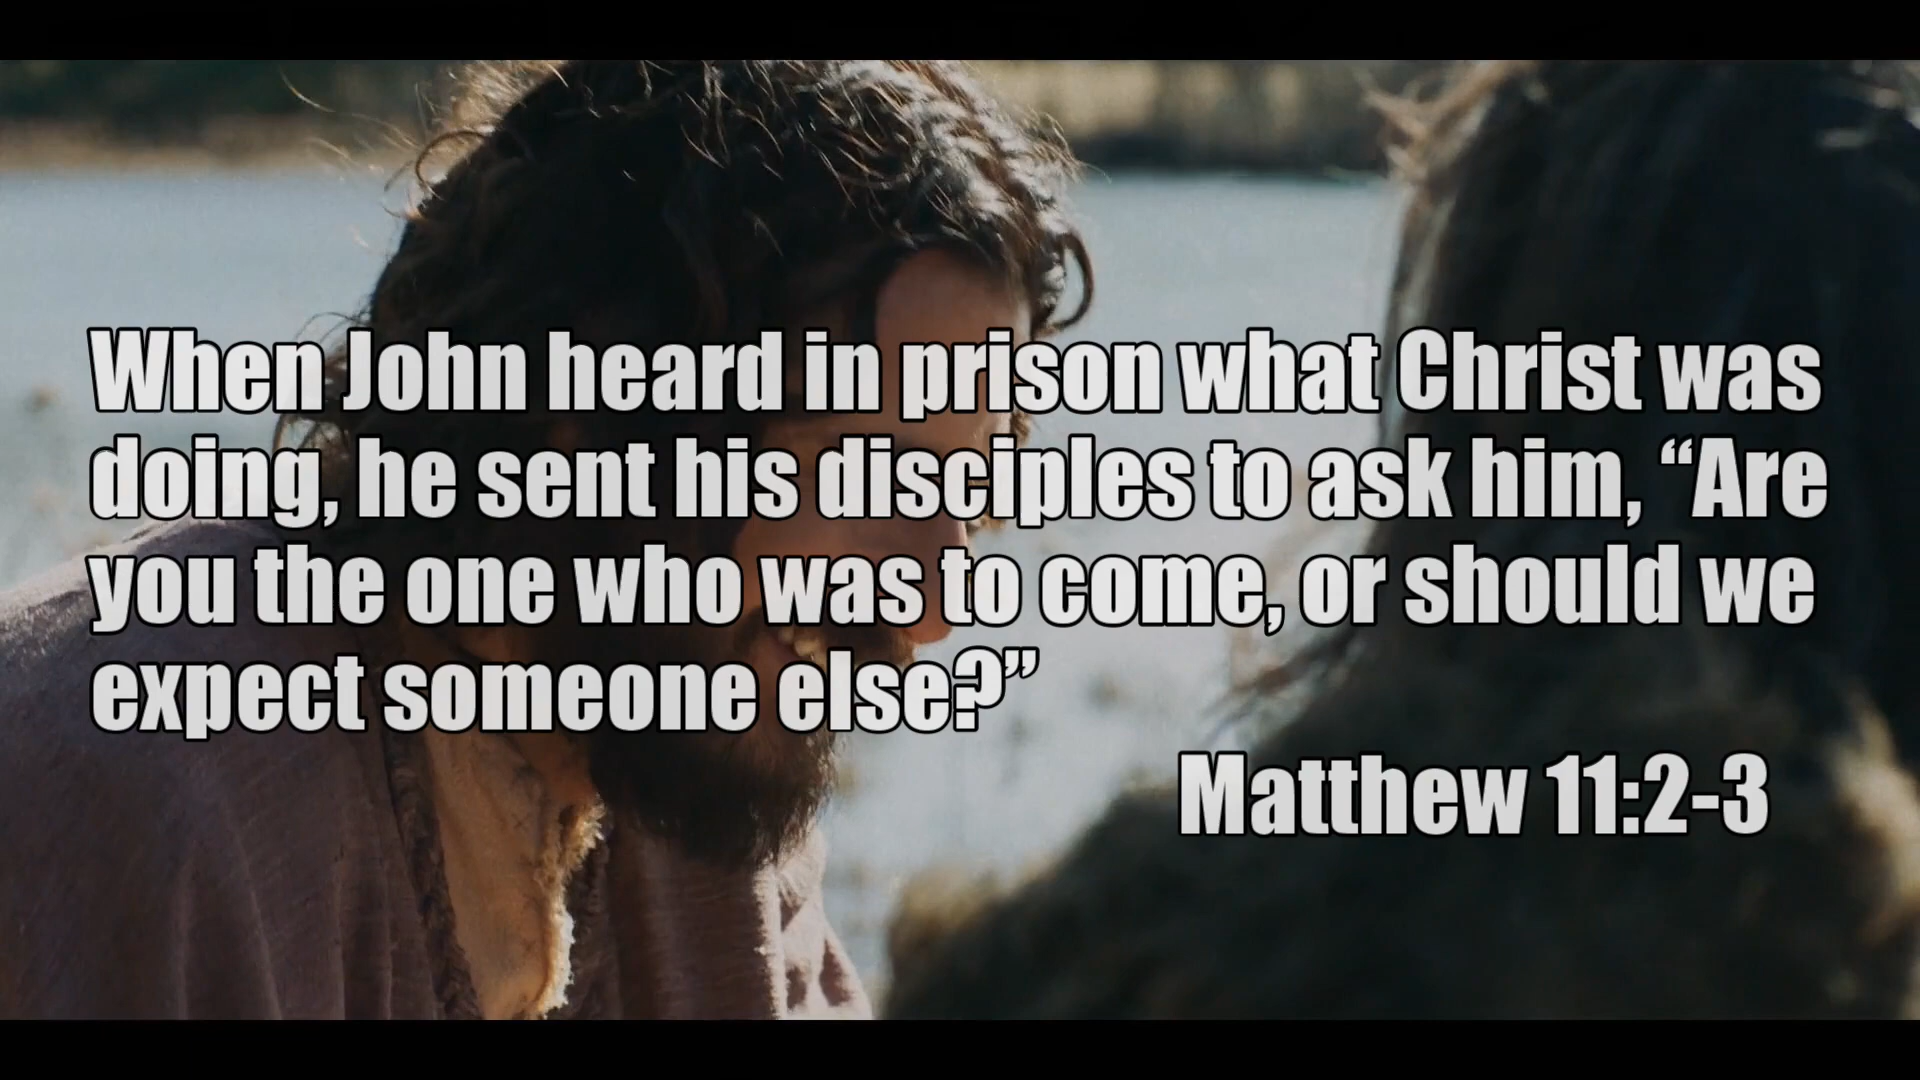 When John heard in prison what Christ was
doing, he sent his disciples to ask him, “Are
you the one who was to come, or should we
expect someone else?”
Matthew 11:2-3